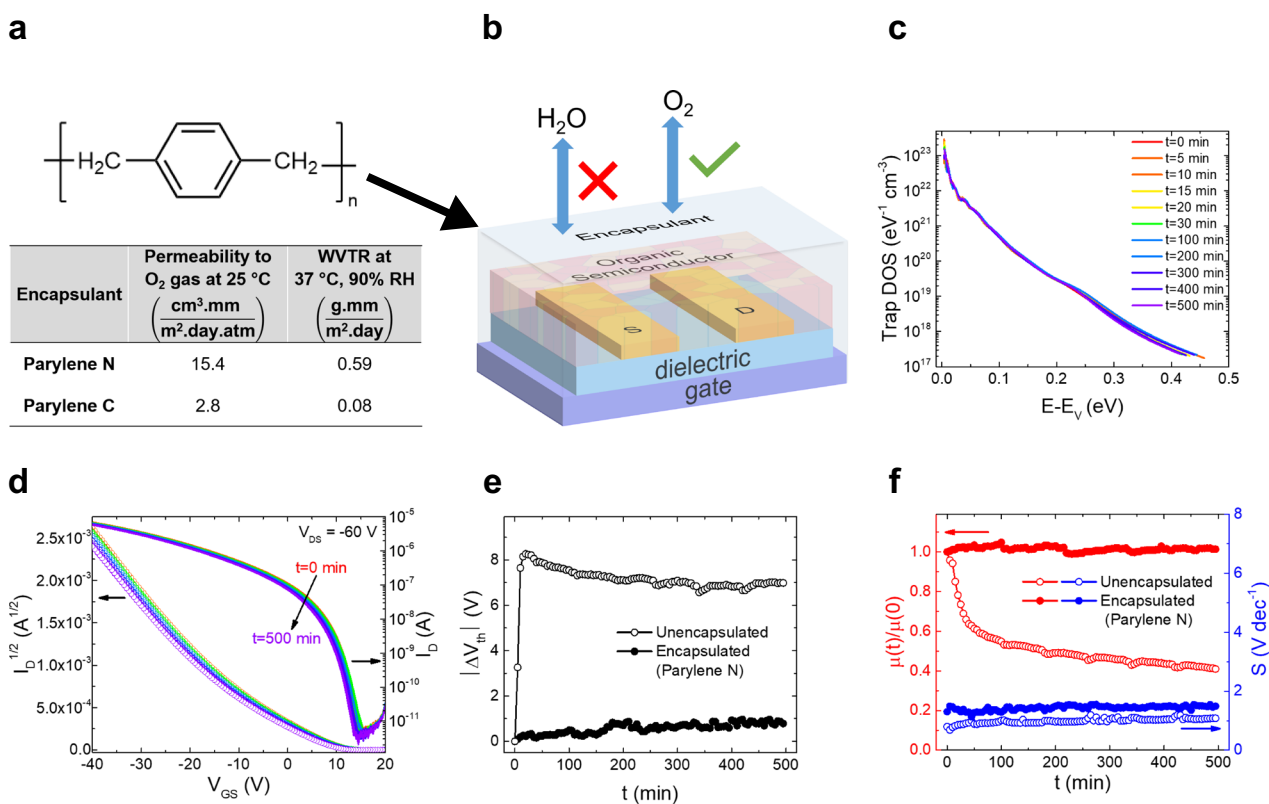 a
H₂C
CH₂
n
Encapsulant
Permeability to
O₂ gas at 25 °C
(cm³.mm / m².day.atm)
WVTR at
37 °C, 90% RH
(g.mm / m².day)
Parylene N 15.4 0.59
Parylene C 2.8 0.08
b
H₂O
O₂
Encapsulant
Organic
Semiconductor
S
D
dielectric
gate
c
Trap DOS (eV⁻¹ cm⁻³)
10²³
10²²
10²¹
10²⁰
10¹⁹
10¹⁸
10¹⁷
t=0 min
t=5 min
t=10 min
t=15 min
t=20 min
t=30 min
t=100 min
t=200 min
t=300 min
t=400 min
t=500 min
0.0 0.1 0.2 0.3 0.4 0.5
E-E_V (eV)
d
I_D^1/2 (A^1/2)
2.5x10⁻³
2.0x10⁻³
1.5x10⁻³
1.0x10⁻³
5.0x10⁻⁴
0.0
V_DS = -60 V
t=0 min
t=500 min
10⁻⁵
10⁻⁶
10⁻⁷
10⁻⁸
10⁻⁹
10⁻¹⁰
10⁻¹¹
I_D (A)
-40 -30 -20 -10 0 10 20
V_GS (V)
e
|ΔV_th| (V)
8
6
4
2
0
Unencapsulated
Encapsulated
(Parylene N)
0 100 200 300 400 500
t (min)
f
μ(t)/μ(0)
1.0
0.8
0.6
0.4
0.2
0.0
Unencapsulated
Encapsulated
(Parylene N)
8
6
4
2
0
S (V dec⁻¹)
0 100 200 300 400 500
t (min)